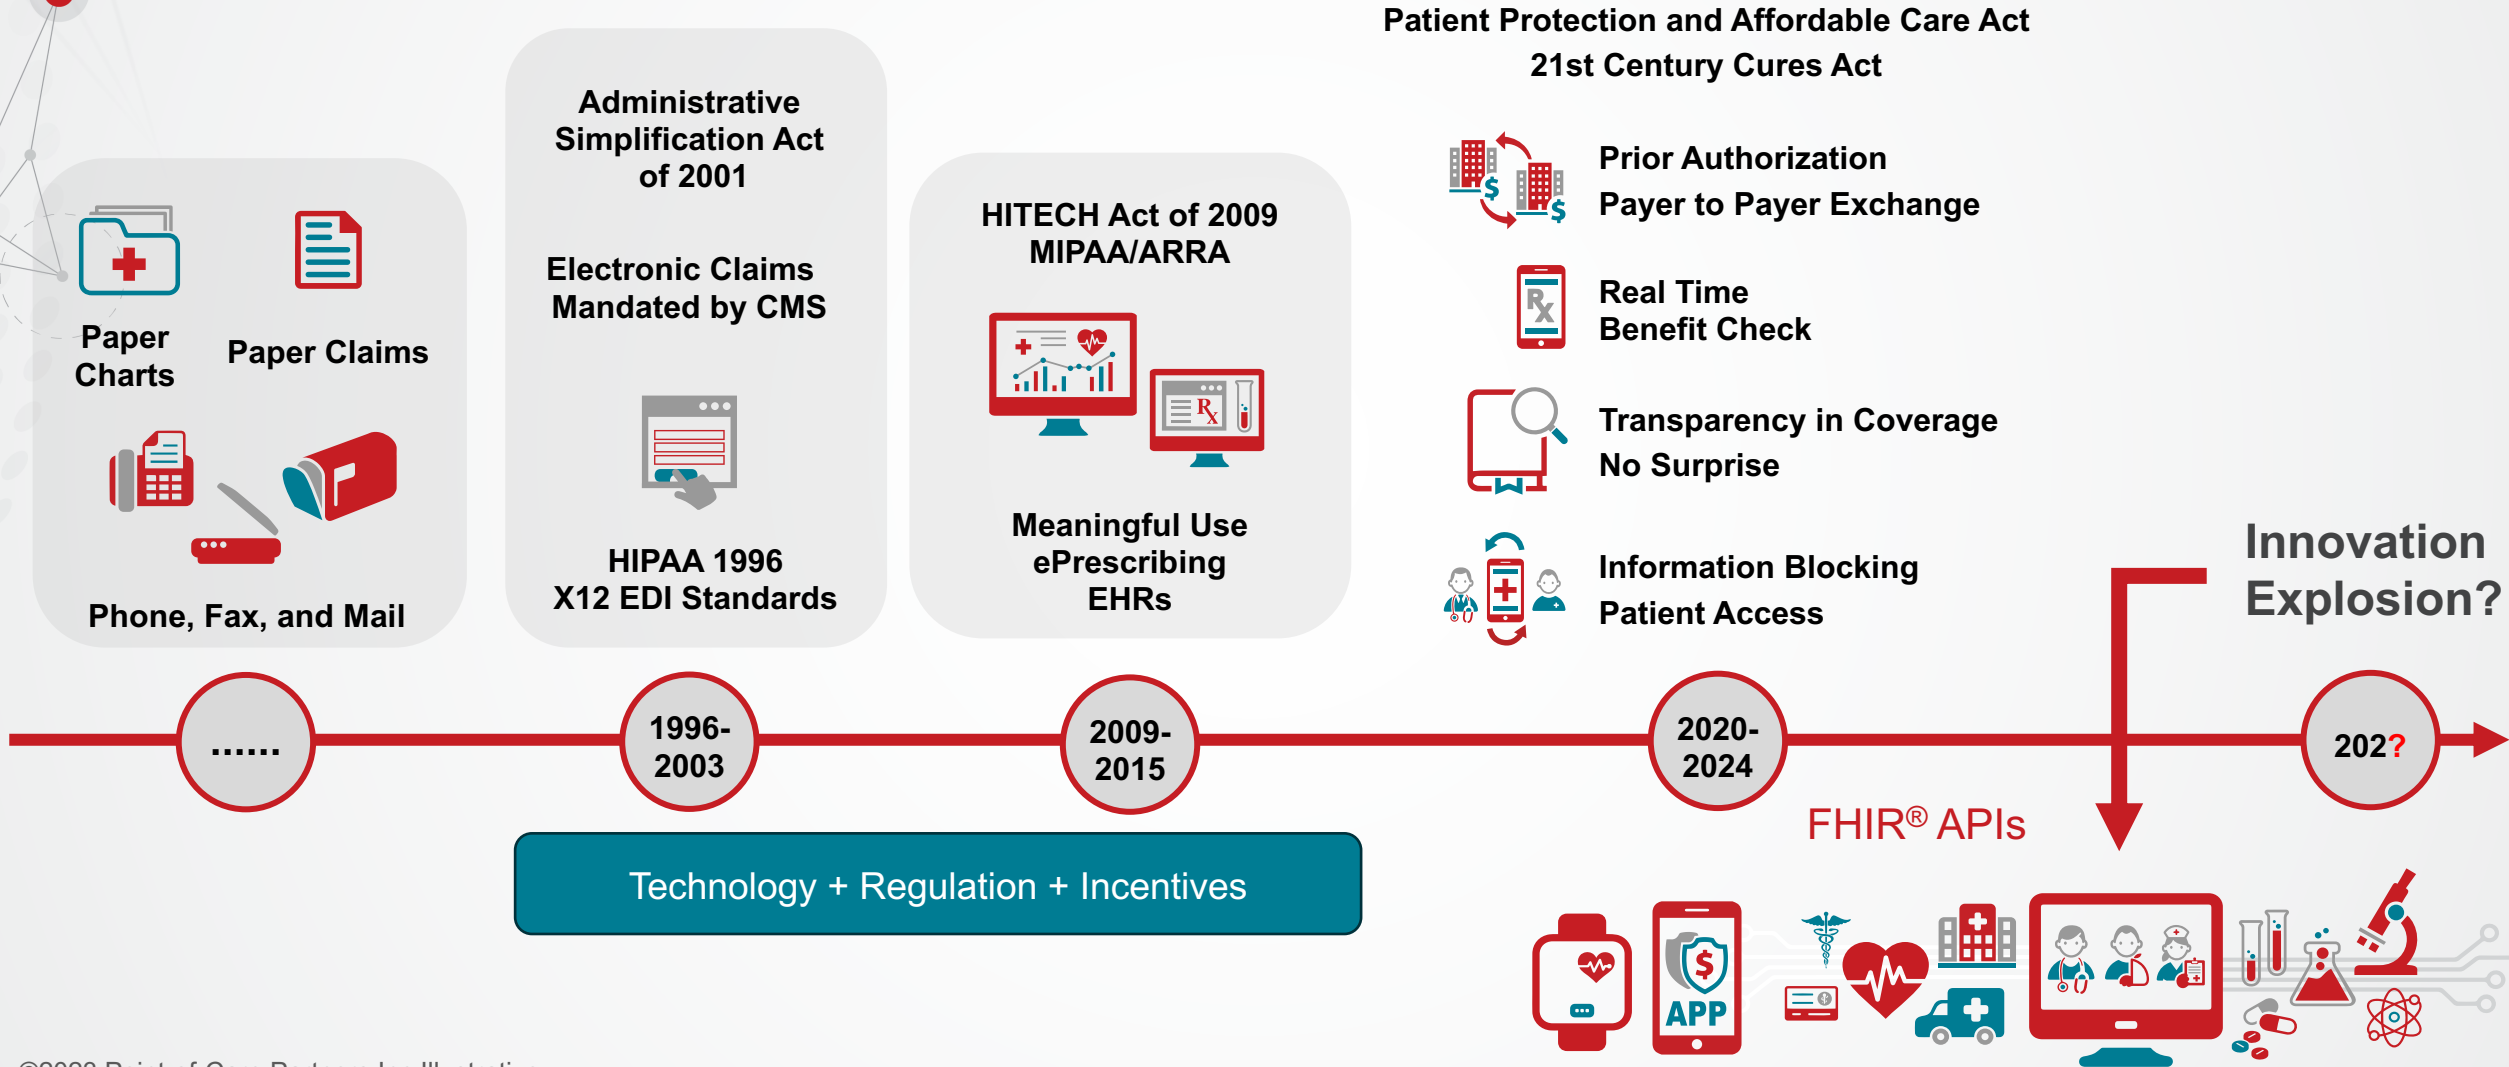 Paper
Charts
Paper Claims
Phone, Fax, and Mail
......
Administrative
Simplification Act
of 2001
Electronic Claims
Mandated by CMS
HIPAA 1996
X12 EDI Standards
1996-
2003
HITECH Act of 2009
MIPAA/ARRA
Rx
Meaningful Use
ePrescribing
EHRs
2009-
2015
Technology + Regulation + Incentives
Patient Protection and Affordable Care Act
21st Century Cures Act
$
$
Prior Authorization
Payer to Payer Exchange
Rx
Real Time
Benefit Check
Transparency in Coverage
No Surprise
Information Blocking
Patient Access
2020-
2024
FHIR® APIs
Innovation
Explosion?
202?
$
APP